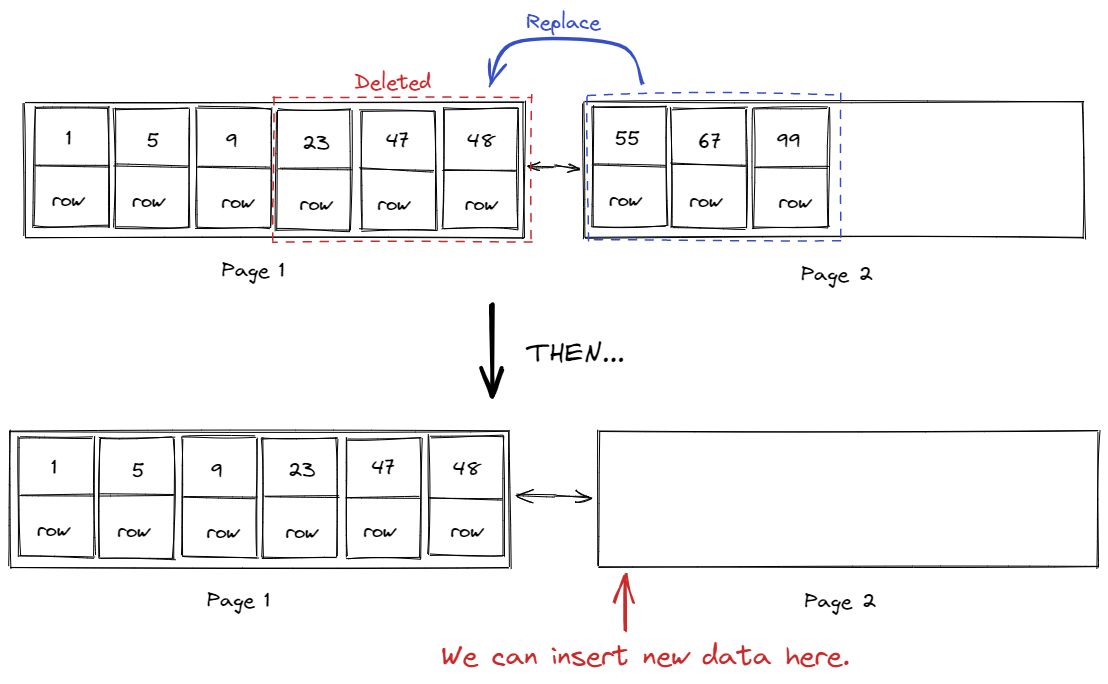 Replace
Deleted
1 5 9 23 47 48
row row row row row row
55 67 99
row row row
Page 1
Page 2
THEN...
1 5 9 23 47 48
row row row row row row
Page 1
Page 2
We can insert new data here.